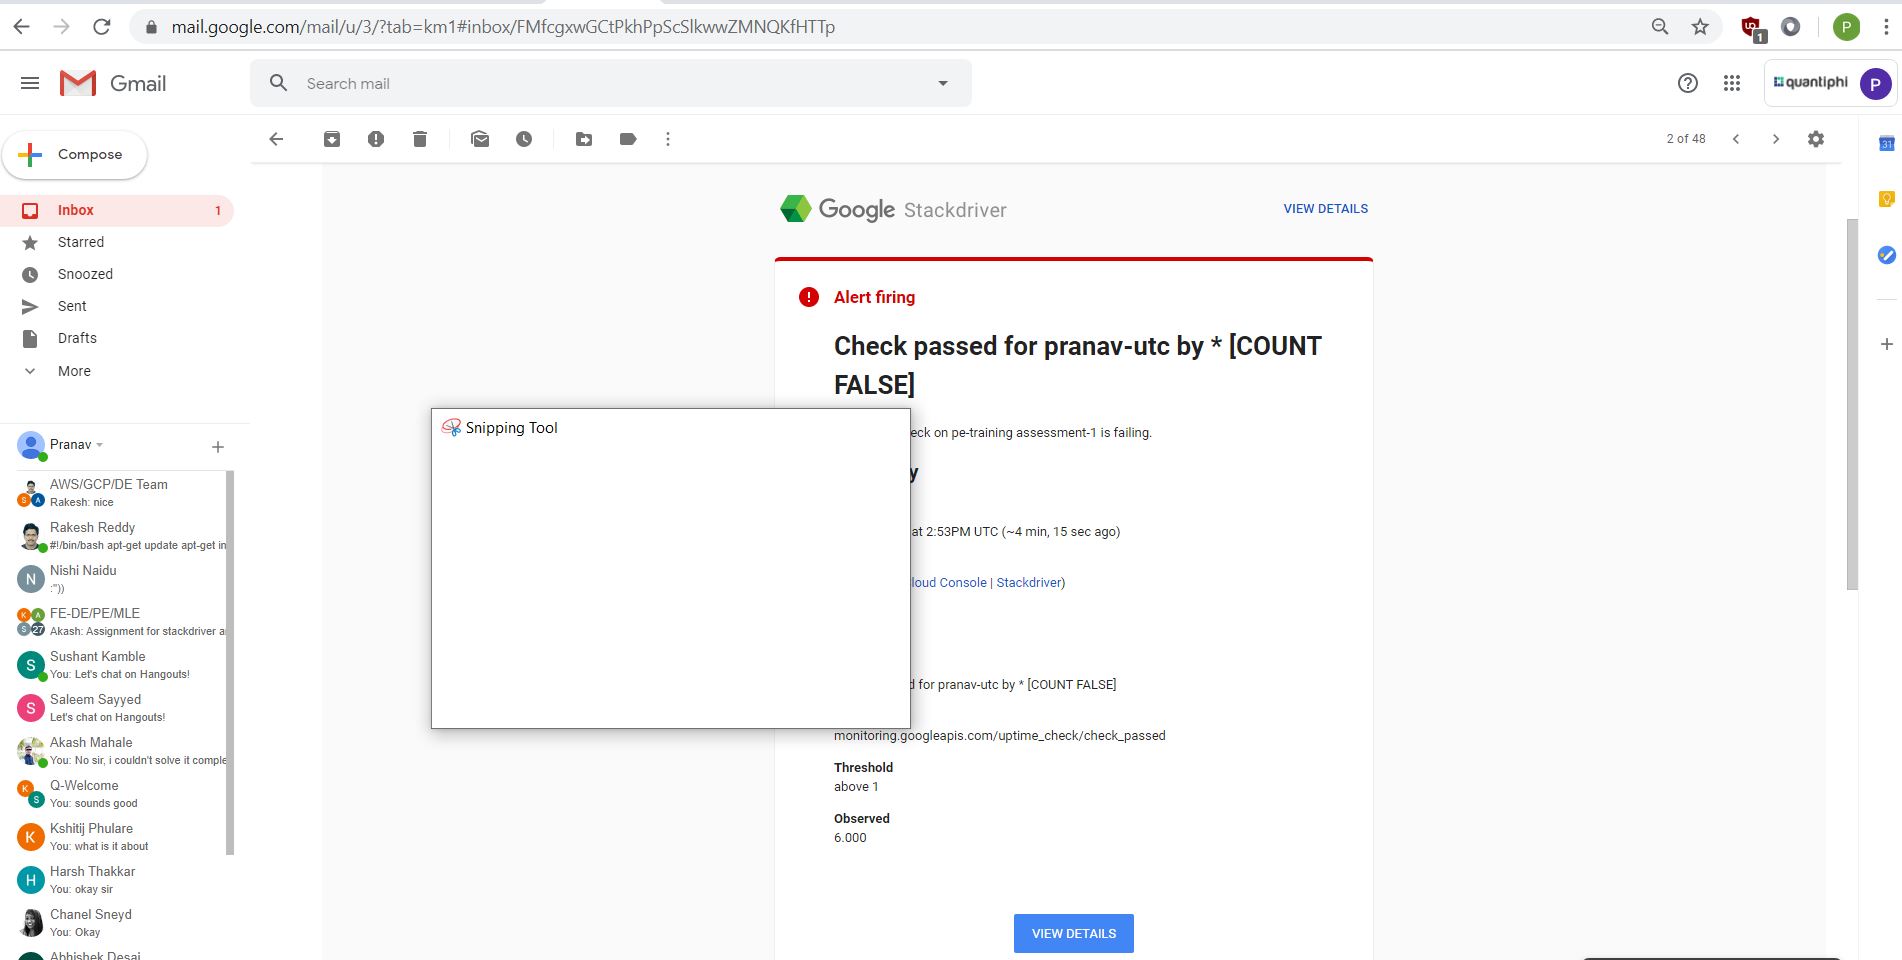 mail.google.com/mail/u/3/?tab=km1#inbox/FMfcgxwGCtPkhPpScSlkwwZMNQKfHTTp
1
P
Gmail
Search mail
quantiphi
P
Compose
2 of 48
31
Inbox 1
Starred
Snoozed
Sent
Drafts
More
Google Stackdriver
VIEW DETAILS
Alert firing
Check passed for pranav-utc by * [COUNT
FALSE]
eck on pe-training assessment-1 is failing.
y
at 2:53PM UTC (~4 min, 15 sec ago)
loud Console | Stackdriver)
d for pranav-utc by * [COUNT FALSE]
monitoring.googleapis.com/uptime_check/check_passed
Threshold
above 1
Observed
6.000
VIEW DETAILS
Snipping Tool
Pranav
AWS/GCP/DE Team
S A
Rakesh: nice
Rakesh Reddy
#!/bin/bash apt-get update apt-get in
N
Nishi Naidu
:"))
K A
S 27
FE-DE/PE/MLE
Akash: Assignment for stackdriver a
S
Sushant Kamble
You: Let's chat on Hangouts!
S
Saleem Sayyed
Let's chat on Hangouts!
Akash Mahale
You: No sir, i couldn't solve it comple
K
S
Q-Welcome
You: sounds good
K
Kshitij Phulare
You: what is it about
H
Harsh Thakkar
You: okay sir
Chanel Sneyd
You: Okay
Abhishek Desai